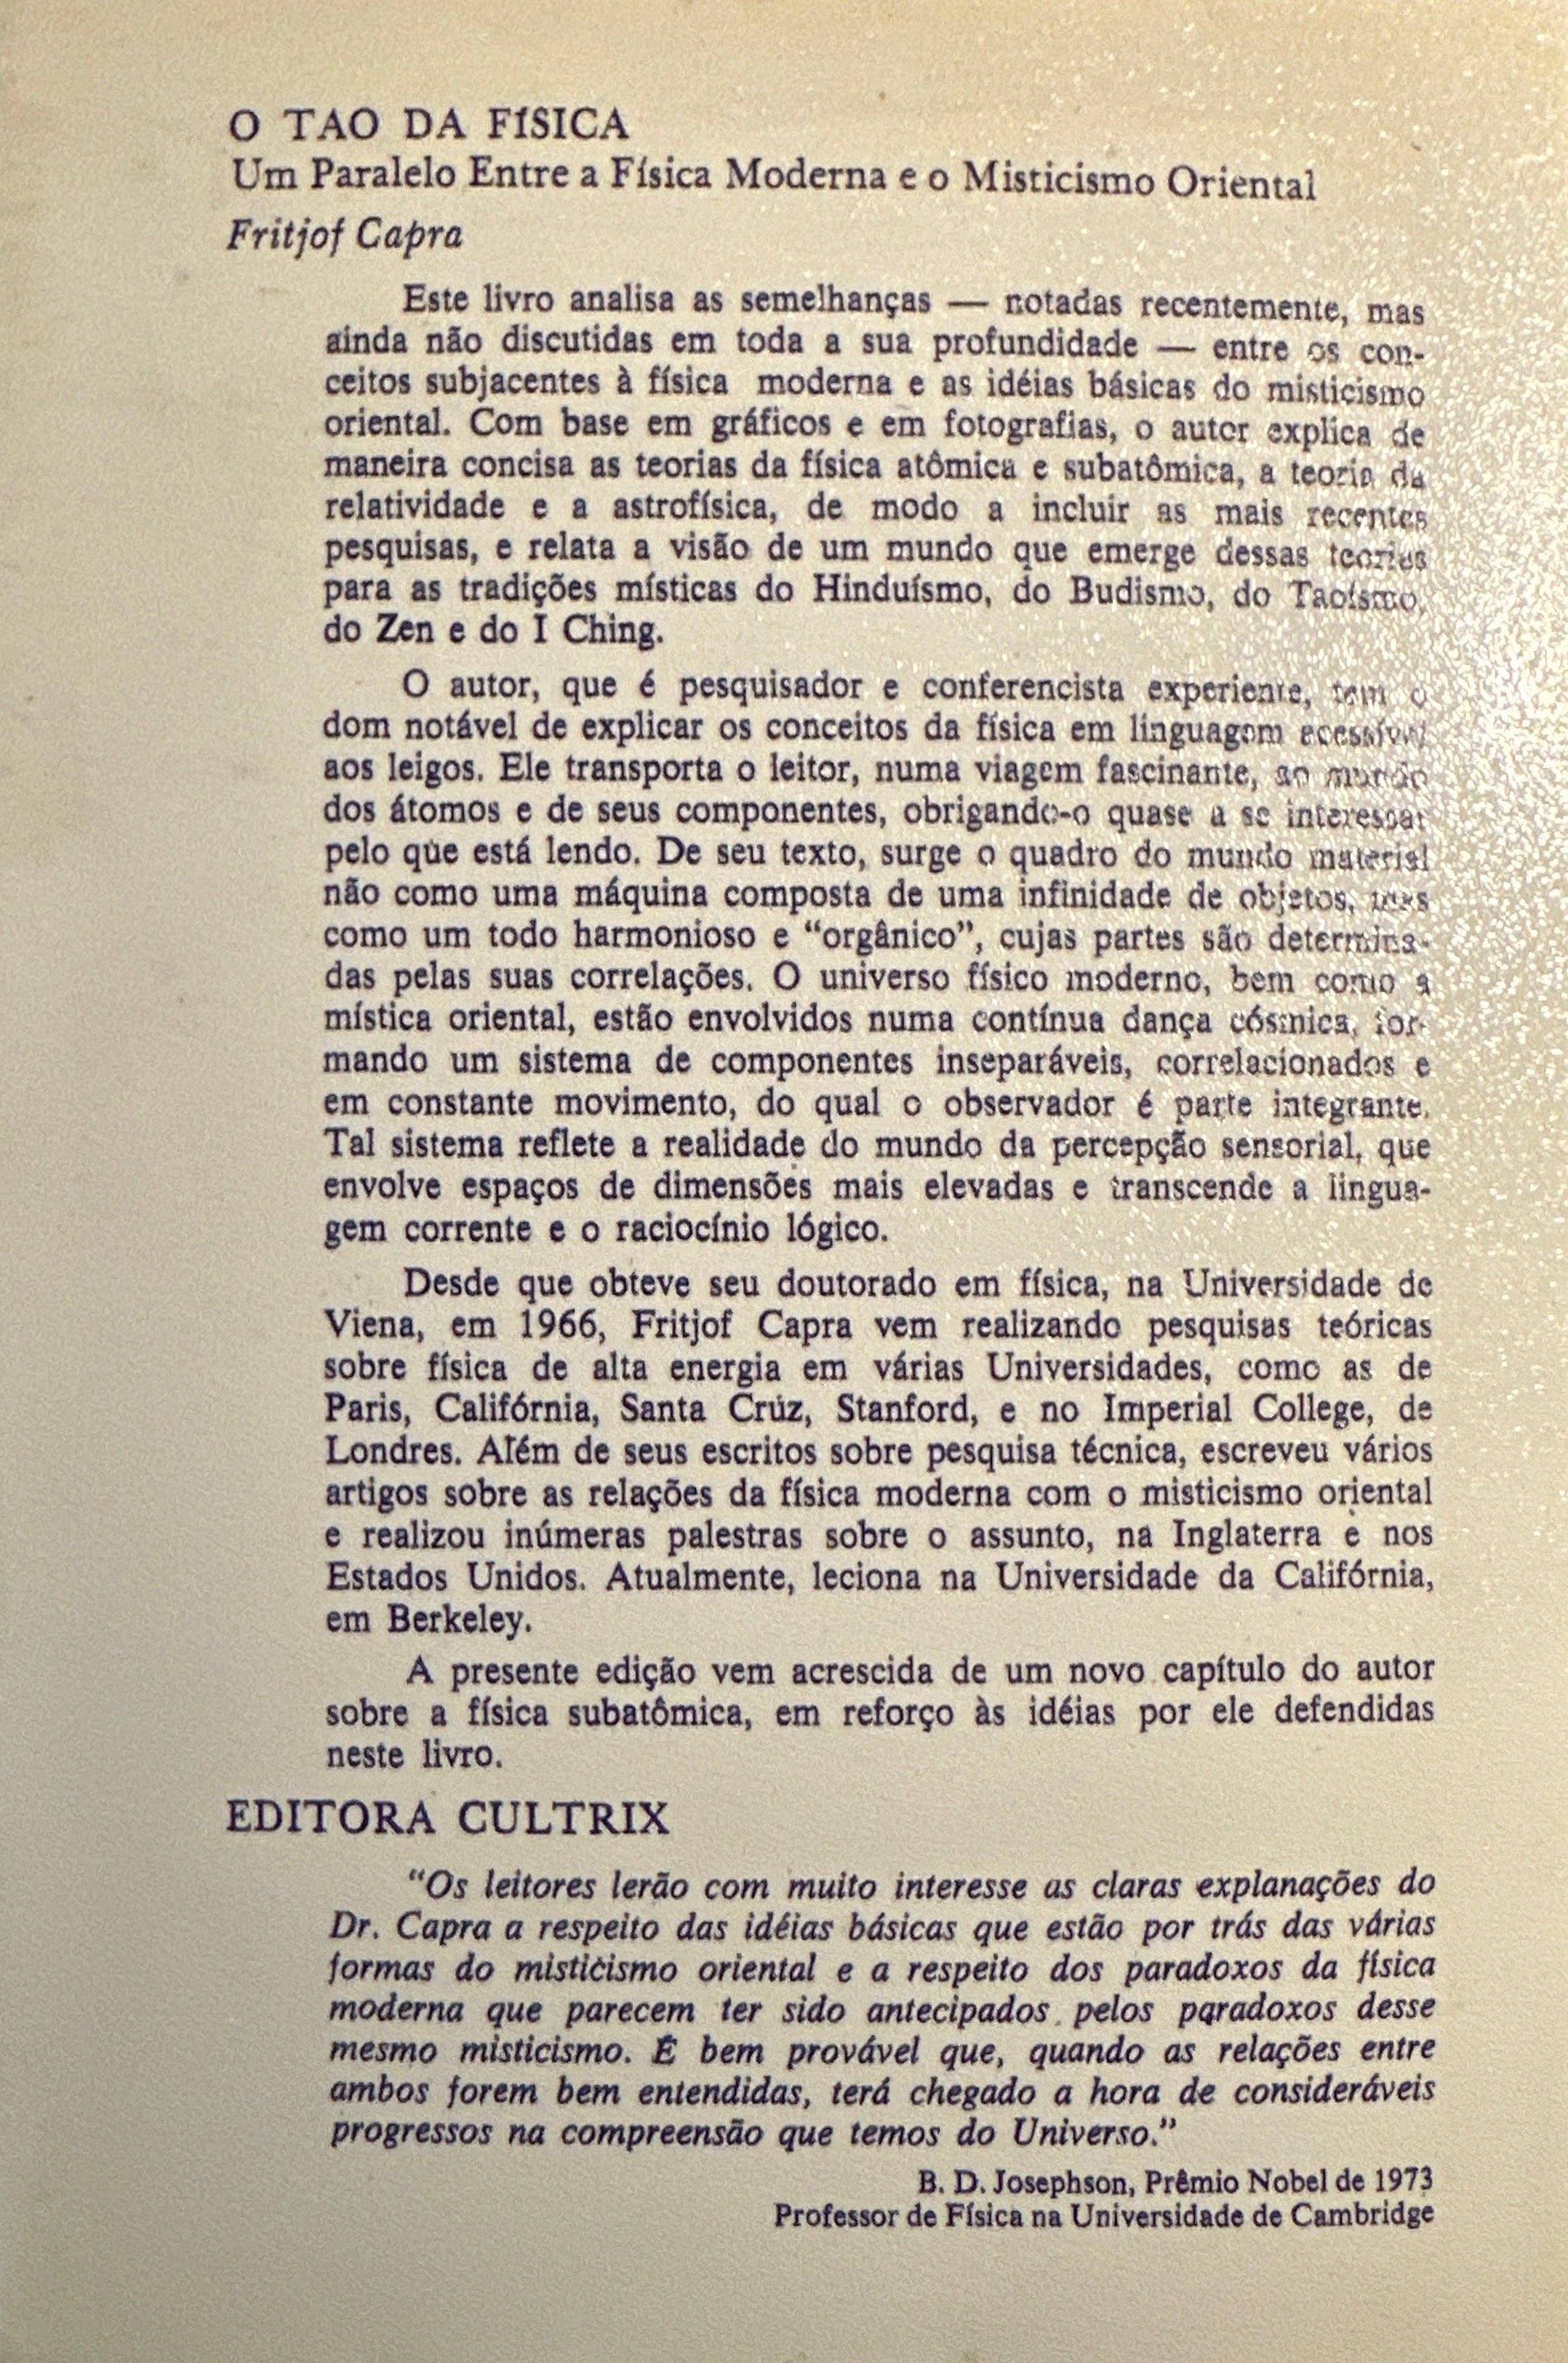 O TAO DA FÍSICA
Um Paralelo Entre a Física Moderna e o Misticismo Oriental
Fritjof Capra
Este livro analisa as semelhanças — notadas recentemente, mas
ainda não discutidas em toda a sua profundidade — entre os con-
ceitos subjacentes à física moderna e as idéias básicas do misticismo
oriental. Com base em gráficos e em fotografias, o autor explica de
maneira concisa as teorias da física atômica e subatômica, a teoria da
relatividade e a astrofísica, de modo a incluir as mais recentes
pesquisas, e relata a visão de um mundo que emerge dessas teorias
para as tradições místicas do Hinduísmo, do Budismo, do Taoísmo,
do Zen e do I Ching.
O autor, que é pesquisador e conferencista experiente, tem o
dom notável de explicar os conceitos da física em linguagem acessível
aos leigos. Ele transporta o leitor, numa viagem fascinante, ao mundo
dos átomos e de seus componentes, obrigando-o quase a se interessar
pelo que está lendo. De seu texto, surge o quadro do mundo material
não como uma máquina composta de uma infinidade de objetos, mas
como um todo harmonioso e “orgânico”, cujas partes são determina-
das pelas suas correlações. O universo físico moderno, bem como a
mística oriental, estão envolvidos numa contínua dança cósmica, for-
mando um sistema de componentes inseparáveis, correlacionados e
em constante movimento, do qual o observador é parte integrante.
Tal sistema reflete a realidade do mundo da percepção sensorial, que
envolve espaços de dimensões mais elevadas e transcende a lingua-
gem corrente e o raciocínio lógico.
Desde que obteve seu doutorado em física, na Universidade de
Viena, em 1966, Fritjof Capra vem realizando pesquisas teóricas
sobre física de alta energia em várias Universidades, como as de
Paris, Califórnia, Santa Crúz, Stanford, e no Imperial College, de
Londres. Além de seus escritos sobre pesquisa técnica, escreveu vários
artigos sobre as relações da física moderna com o misticismo oriental
e realizou inúmeras palestras sobre o assunto, na Inglaterra e nos
Estados Unidos. Atualmente, leciona na Universidade da Califórnia,
em Berkeley.
A presente edição vem acrescida de um novo capítulo do autor
sobre a física subatômica, em reforço às idéias por ele defendidas
neste livro.
EDITORA CULTRIX
“Os leitores lerão com muito interesse as claras explanações do
Dr. Capra a respeito das idéias básicas que estão por trás das várias
formas do misticismo oriental e a respeito dos paradoxos da física
moderna que parecem ter sido antecipados pelos paradoxos desse
mesmo misticismo. É bem provável que, quando as relações entre
ambos forem bem entendidas, terá chegado a hora de consideráveis
progressos na compreensão que temos do Universo.”
B. D. Josephson, Prêmio Nobel de 1973
Professor de Física na Universidade de Cambridge